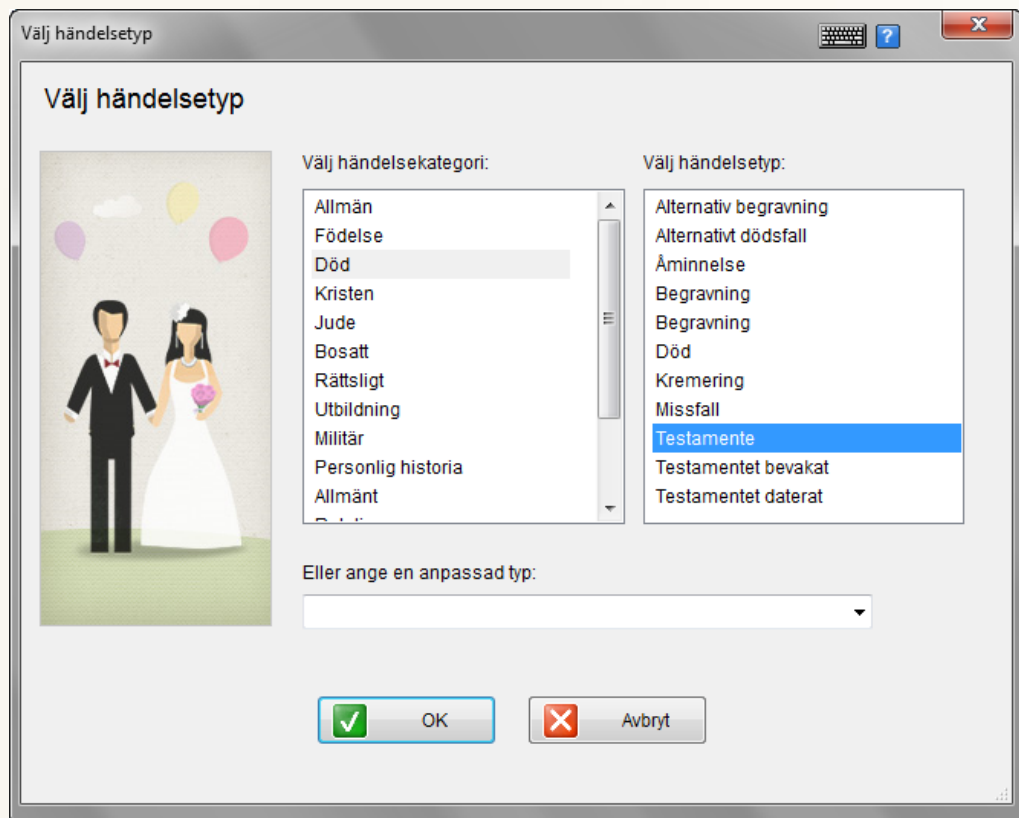 Välj händelsetyp
Välj händelsetyp
Välj händelsekategori:
Allmän
Födelse
Död
Kristen
Jude
Bosatt
Rättsligt
Utbildning
Militär
Personlig historia
Allmänt
Välj händelsetyp:
Alternativ begravning
Alternativt dödsfall
Åminnelse
Begravning
Begravning
Död
Kremering
Missfall
Testamente
Testamentet bevakat
Testamentet daterat
Eller ange en anpassad typ:
OK
Avbryt